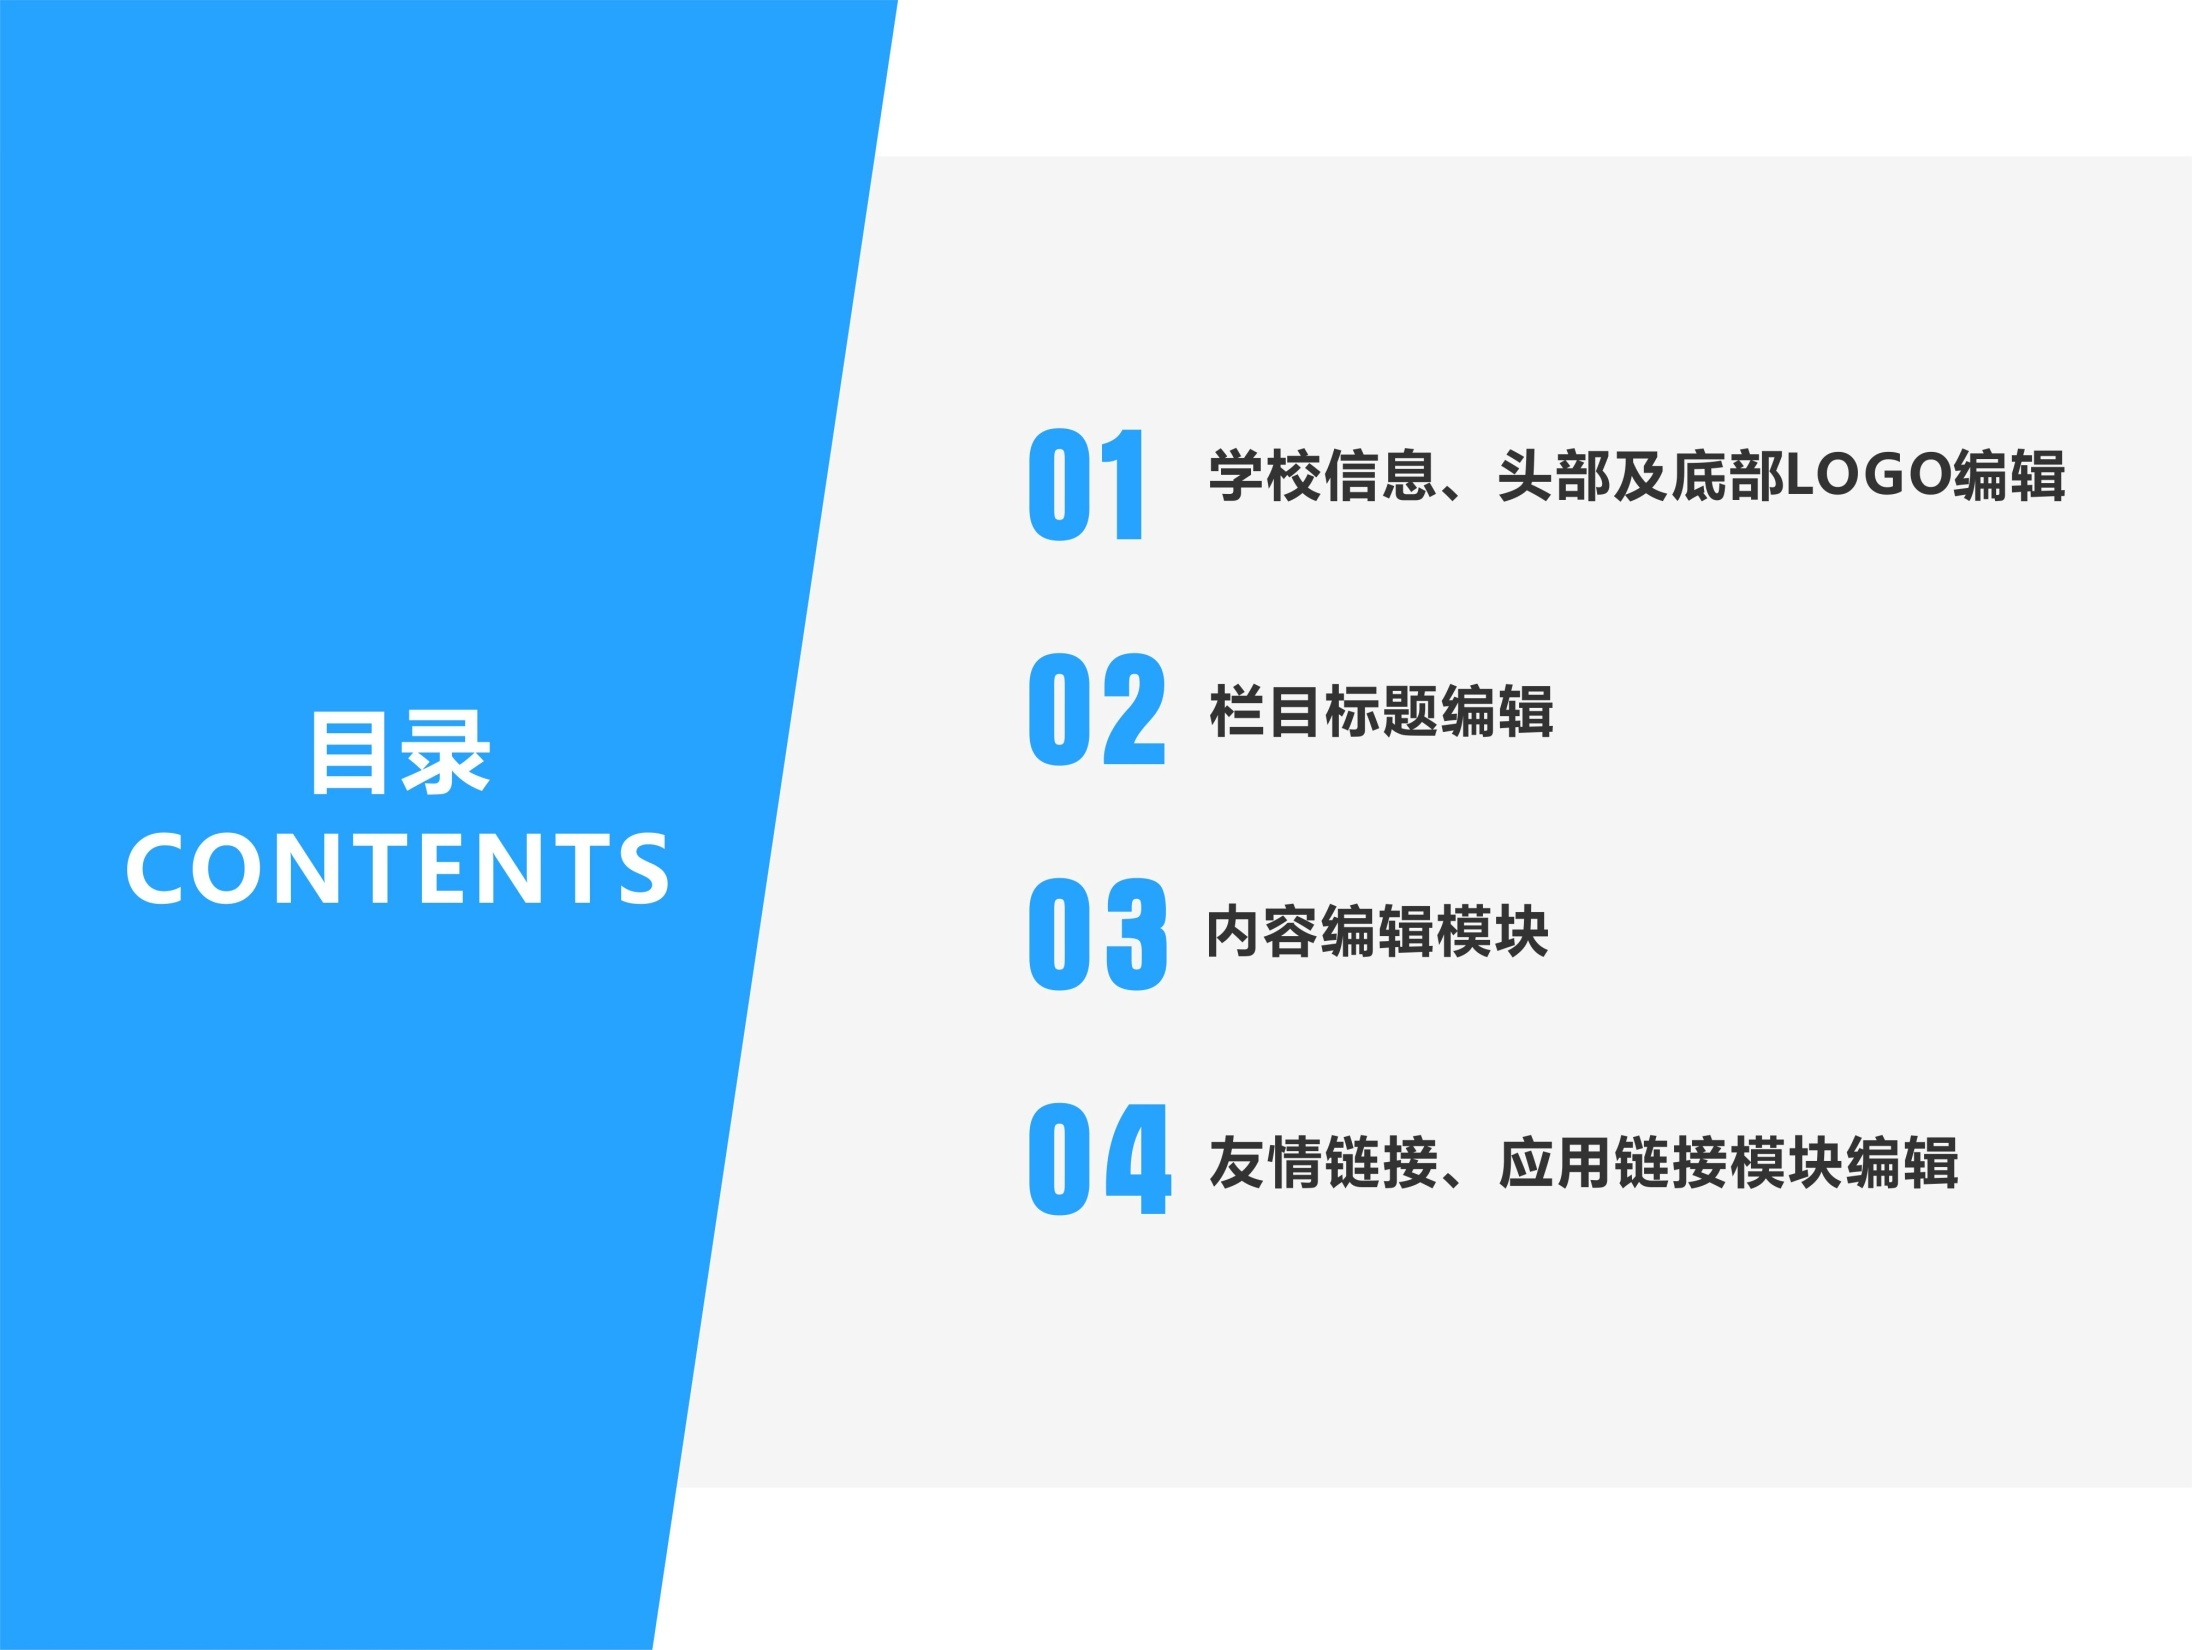 目录
CONTENTS
01 学校信息、头部及底部LOGO编辑
02 栏目标题编辑
03 内容编辑模块
04 友情链接、应用链接模块编辑